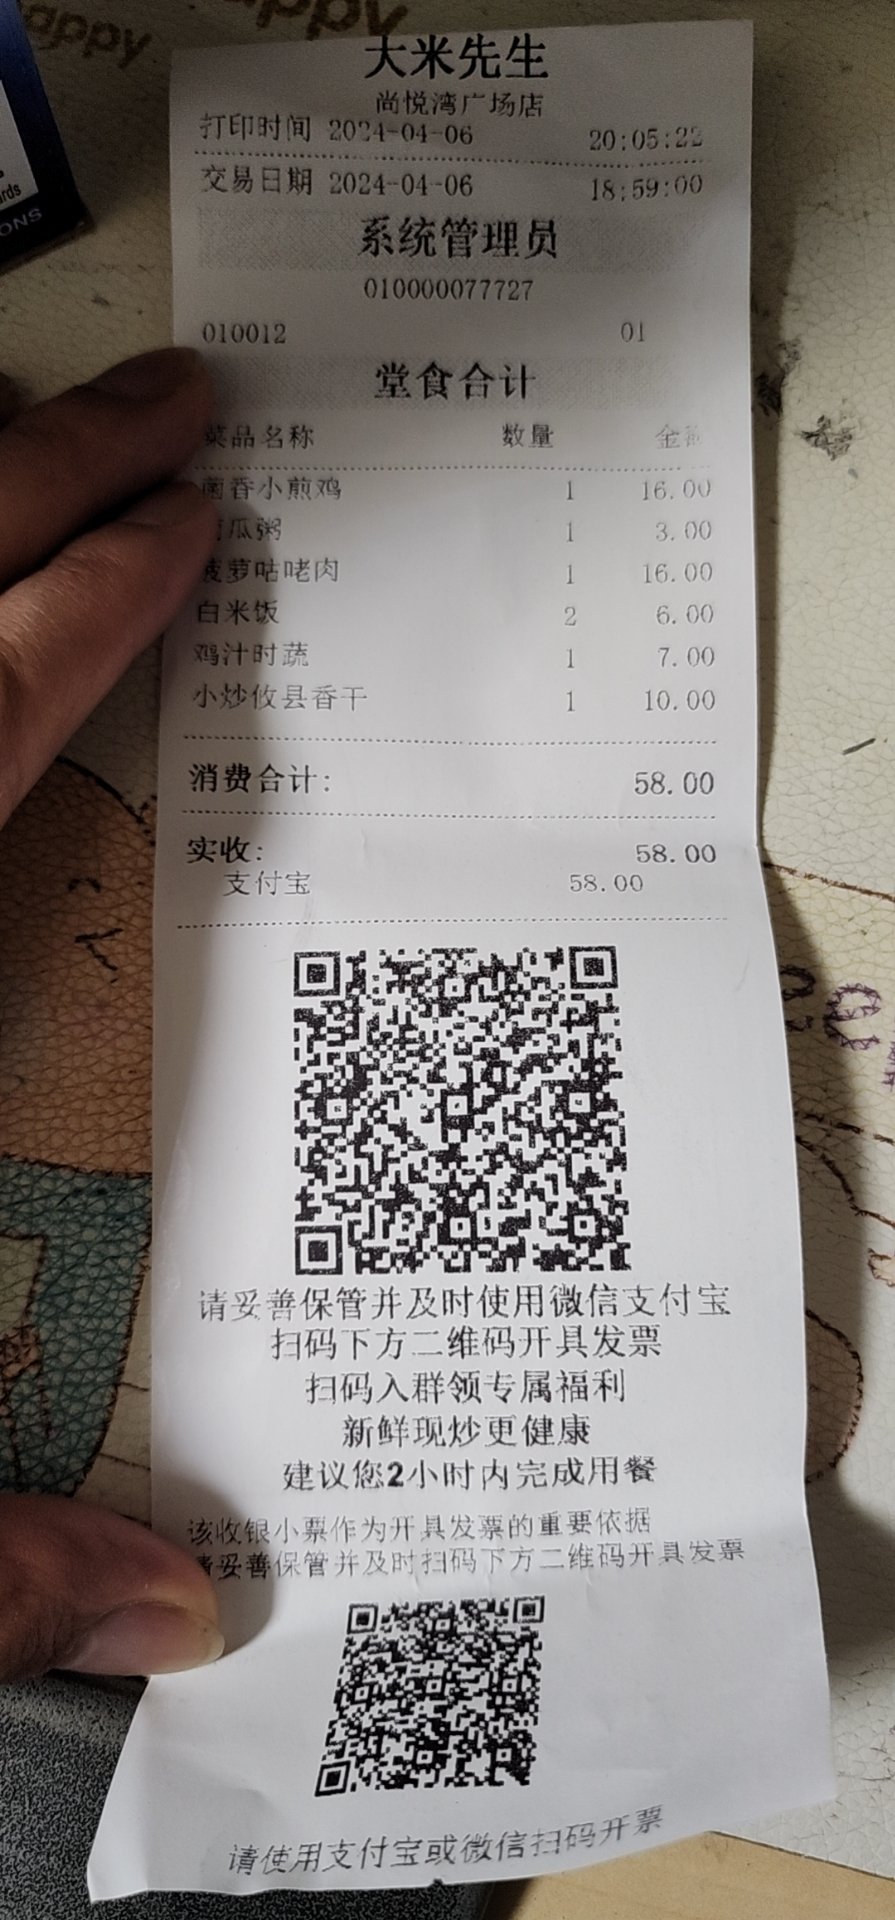 appy
appy
rds
ONS
大米先生
尚悦湾广场店
打印时间 2024-04-06 20:05:22
交易日期 2024-04-06 18:59:00
系统管理员
010000077727
010012 01
堂食合计
菜品名称 数量 金额
菌香小煎鸡 1 16.00
瓜粥 1 3.00
菠萝咕咾肉 1 16.00
白米饭 2 6.00
鸡汁时蔬 1 7.00
小炒攸县香干 1 10.00
消费合计: 58.00
实收: 58.00
支付宝 58.00
请妥善保管并及时使用微信支付宝
扫码下方二维码开具发票
扫码入群领专属福利
新鲜现炒更健康
建议您2小时内完成用餐
该收银小票作为开具发票的重要依据
请妥善保管并及时扫码下方二维码开具发票
请使用支付宝或微信扫码开票